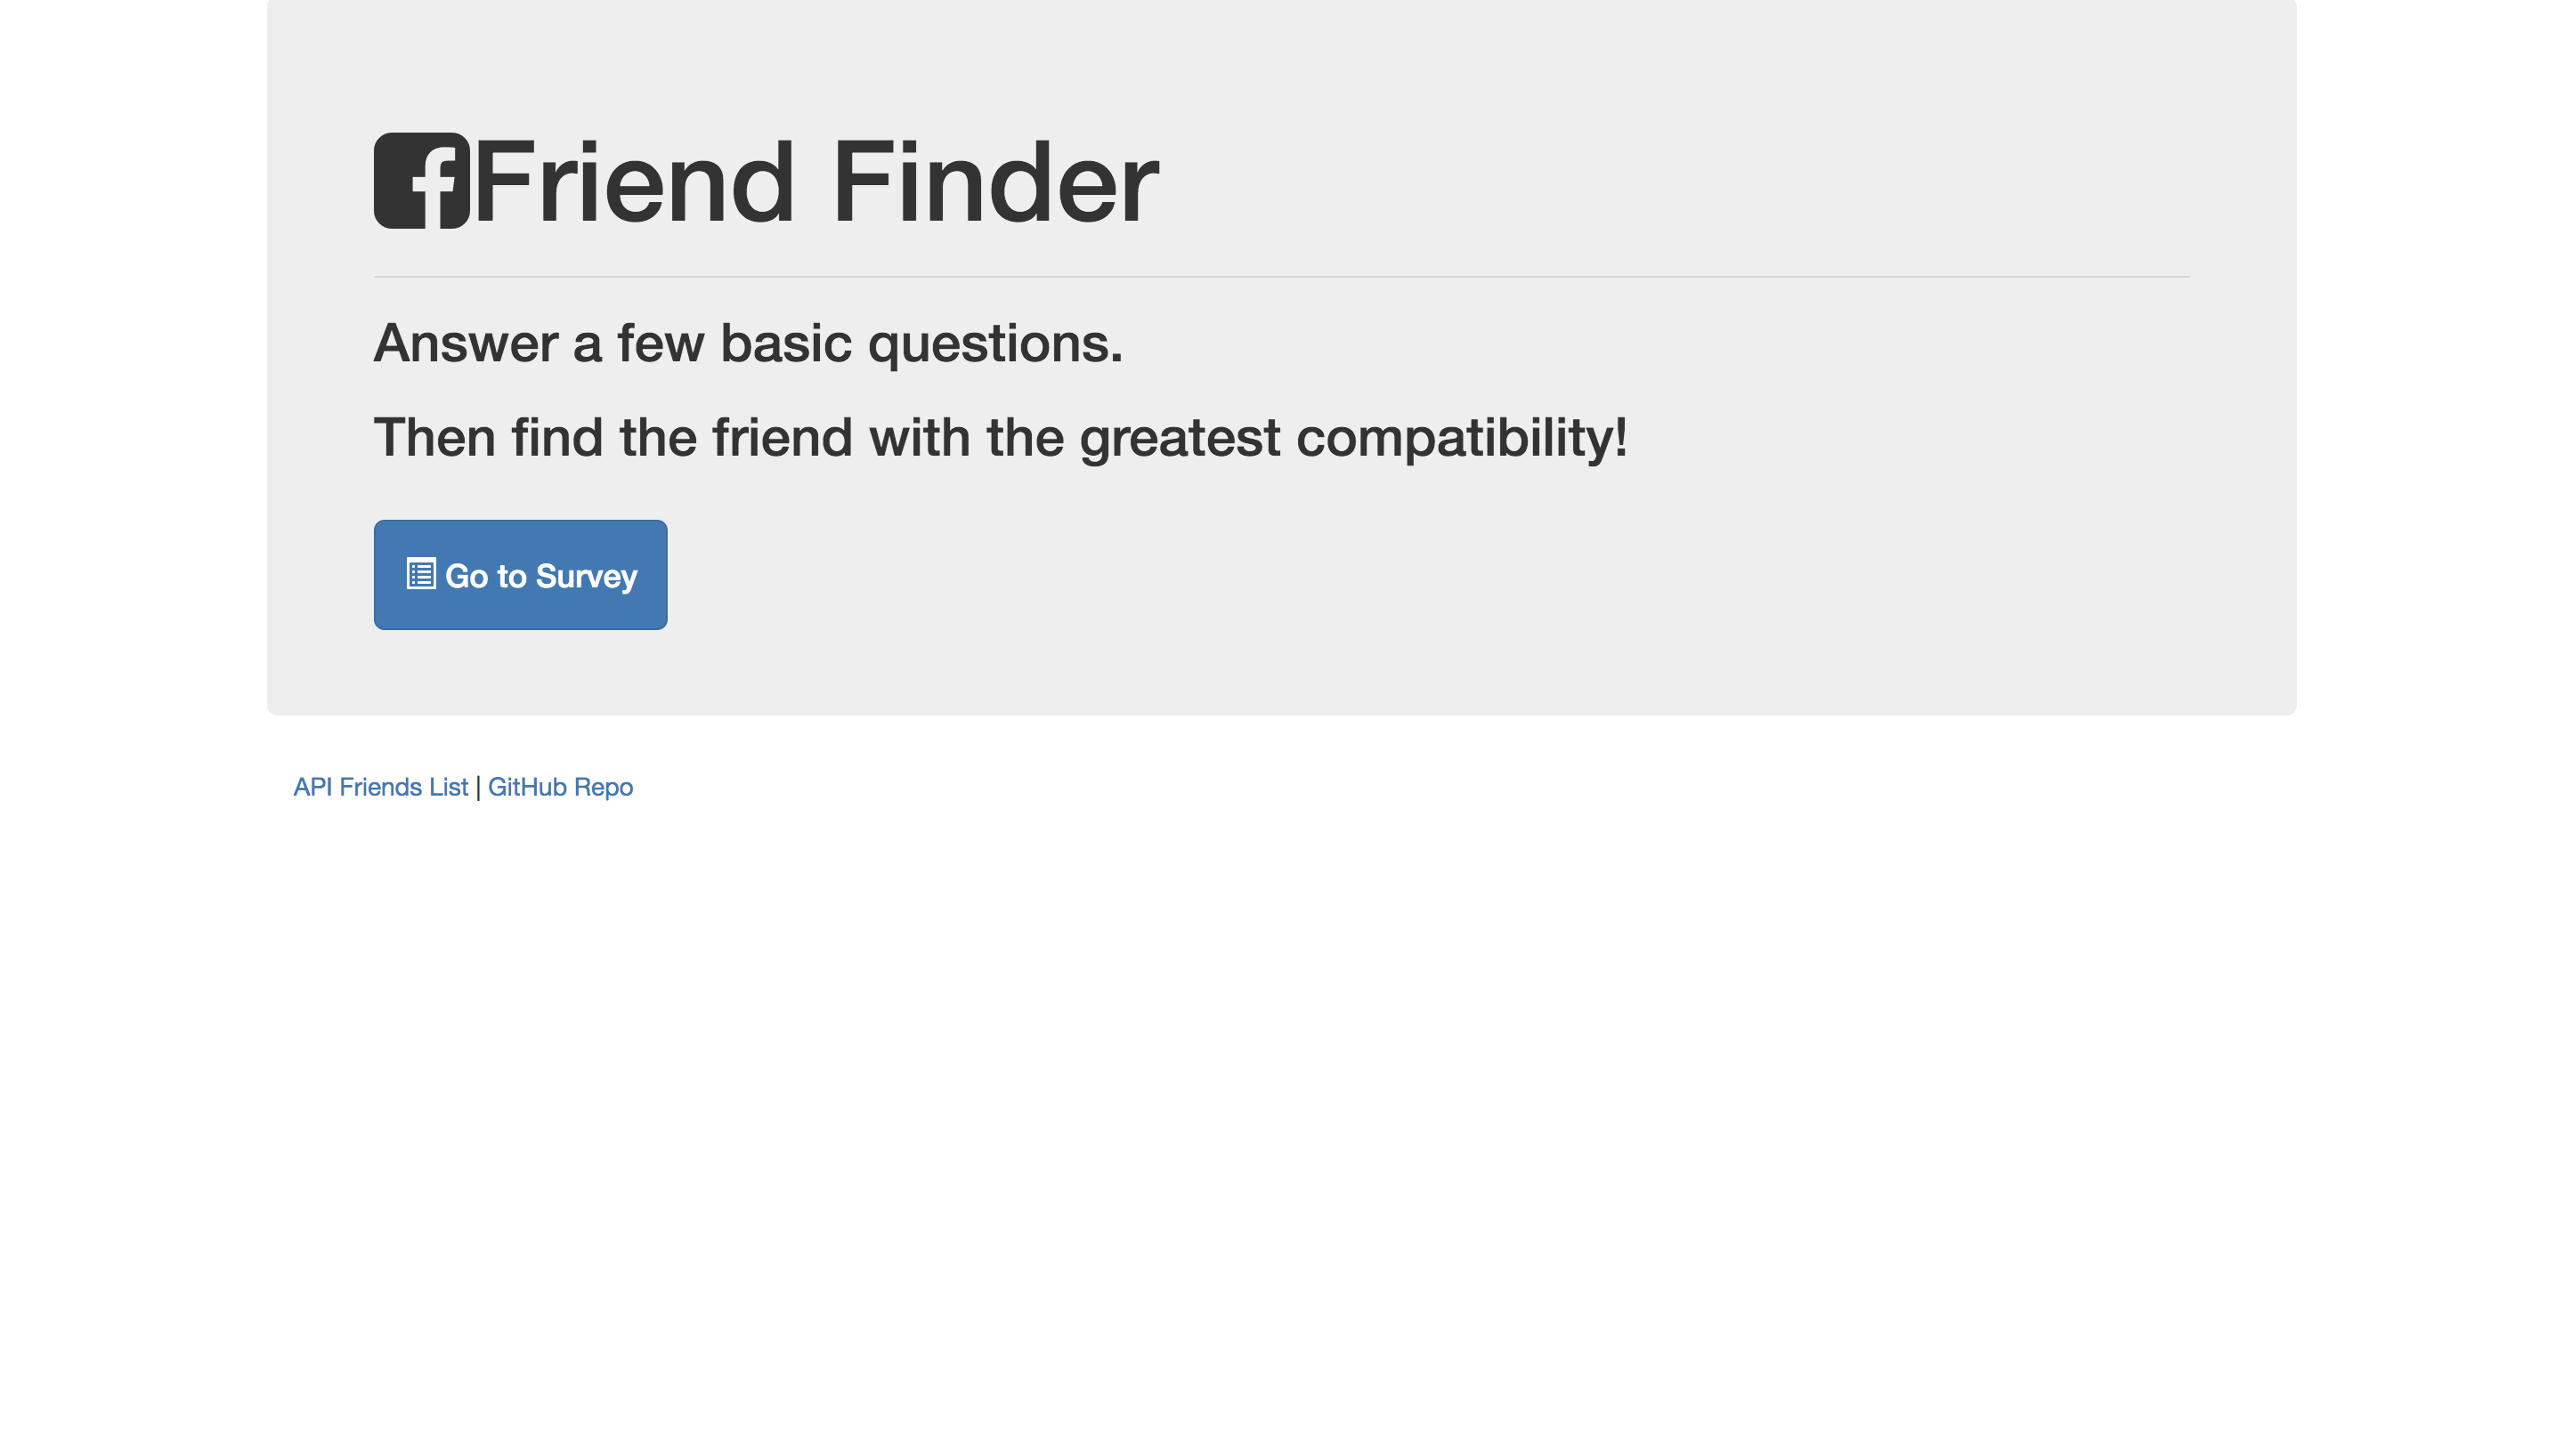 Friend Finder
Answer a few basic questions.
Then find the friend with the greatest compatibility!
Go to Survey
API Friends List | GitHub Repo